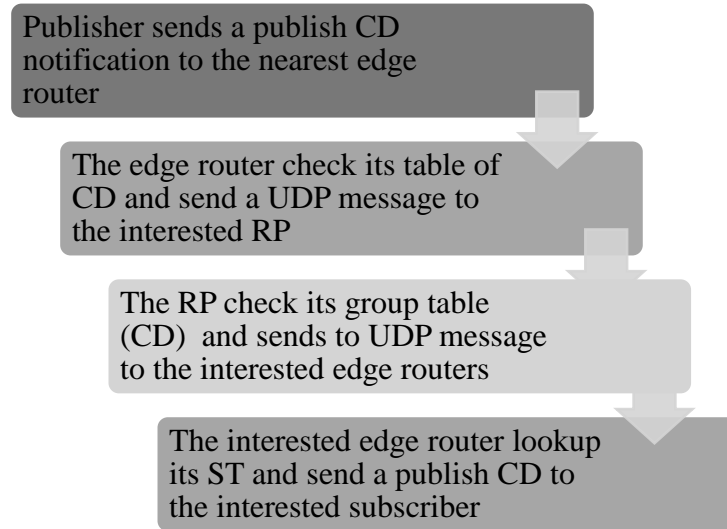 Publisher sends a publish CD
notification to the nearest edge
router
The edge router check its table of
CD and send a UDP message to
the interested RP
The RP check its group table
(CD) and sends to UDP message
to the interested edge routers
The interested edge router lookup
its ST and send a publish CD to
the interested subscriber